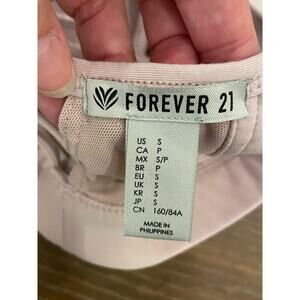 FOREVER 21
US S
CA P
MX S/P
BR P
EU S
UK S
KR S
JP S
CN 160/84A
MADE IN
PHILIPPINES